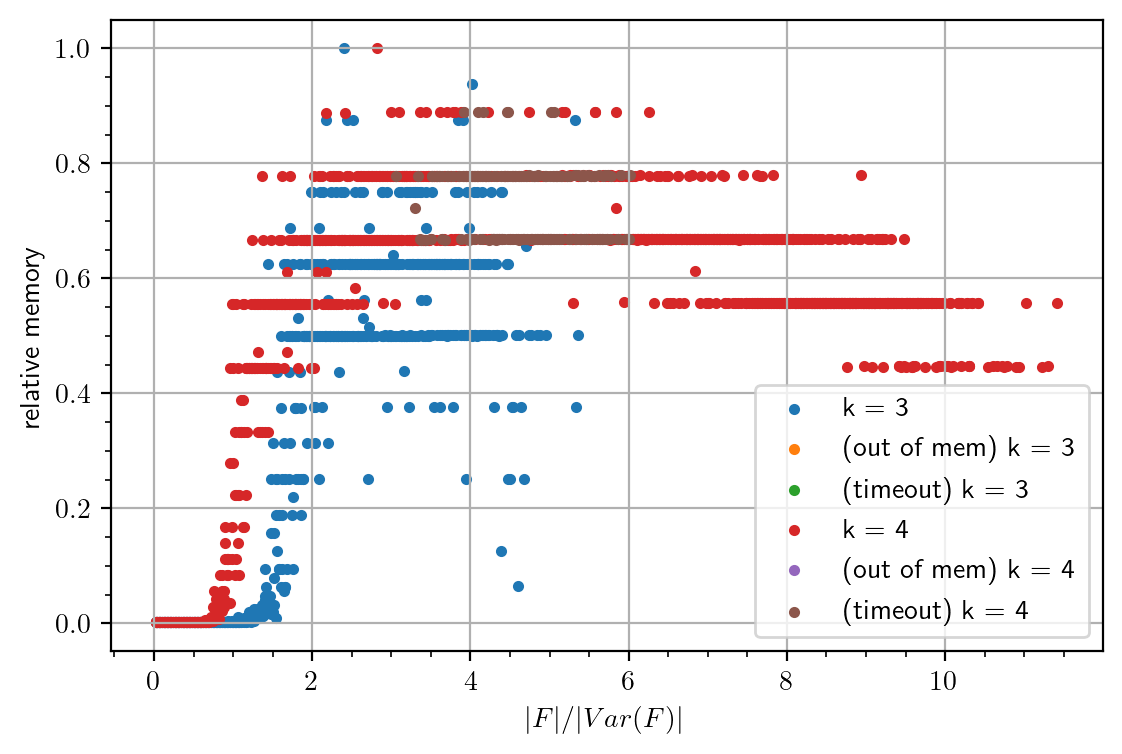 1.0
0.8
0.6
0.4
0.2
0.0
relative memory
0 2 4 6 8 10
|F|/|Var(F)|
k = 3
(out of mem) k = 3
(timeout) k = 3
k = 4
(out of mem) k = 4
(timeout) k = 4